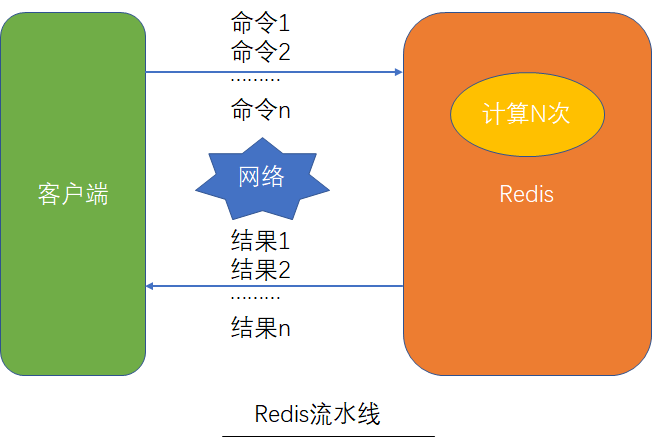 命令1
命令2
………
命令n
计算N次
网络
客户端
Redis
结果1
结果2
………
结果n
Redis流水线